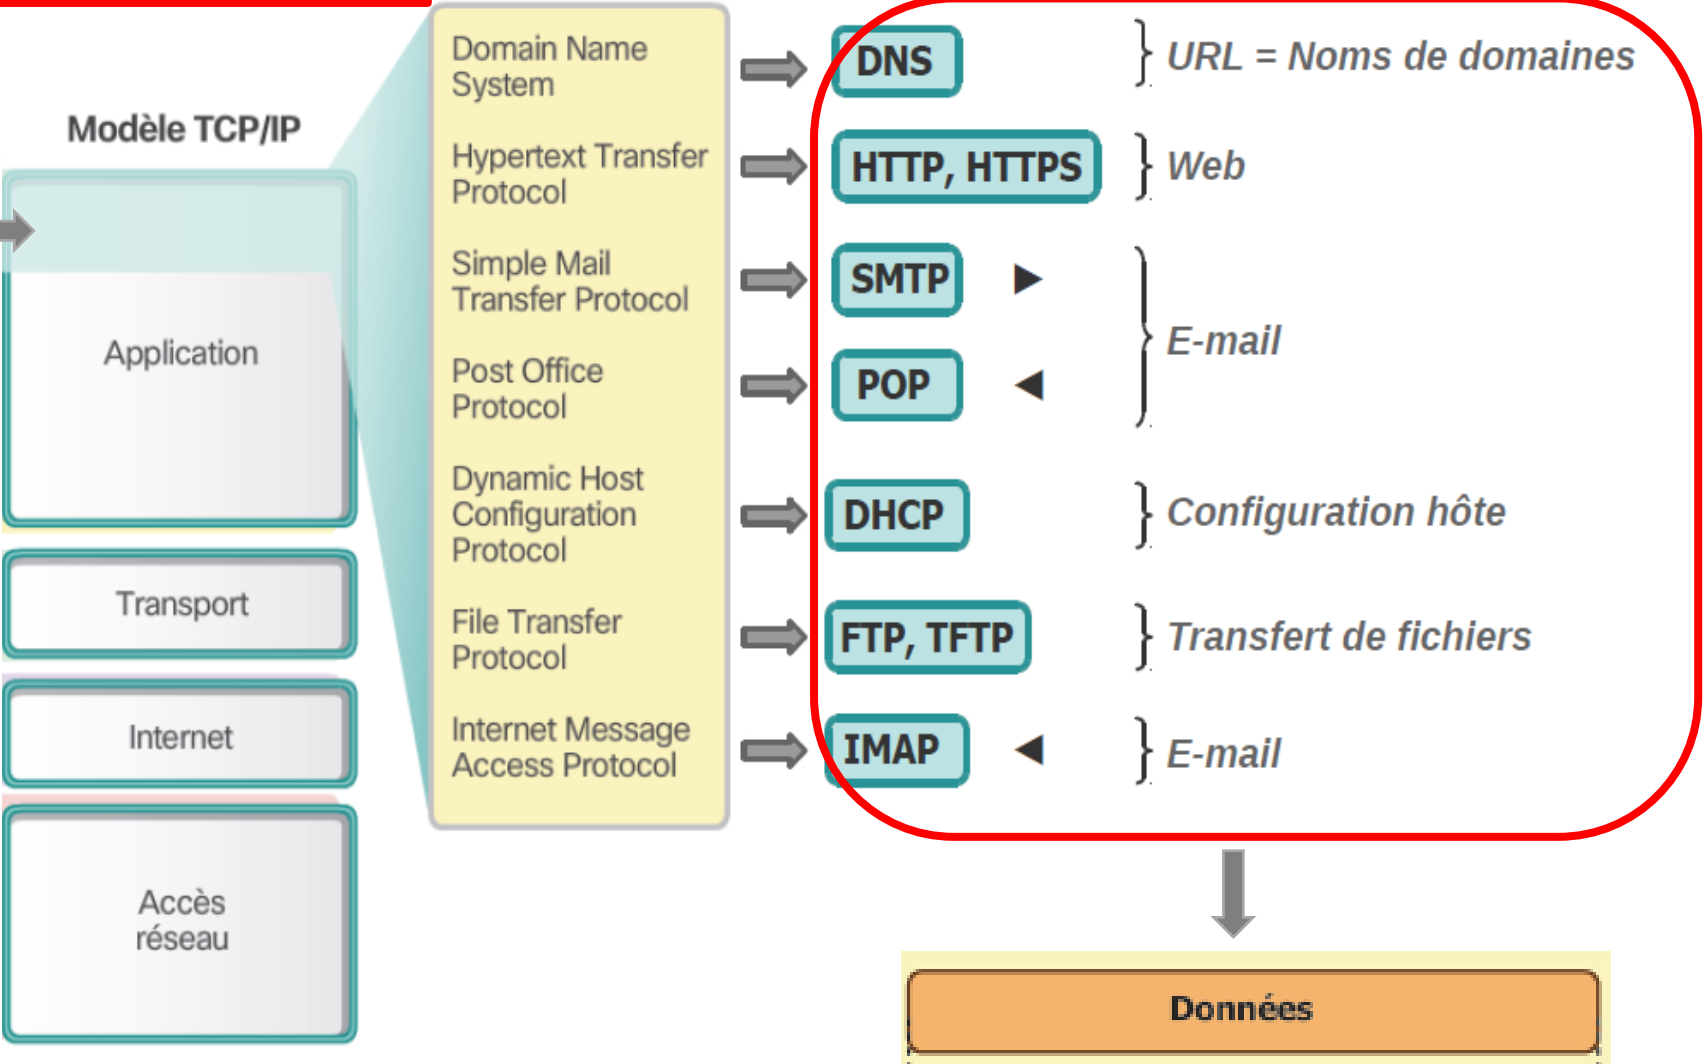 Modèle TCP/IP
Application
Transport
Internet
Accès
réseau
Domain Name
System
Hypertext Transfer
Protocol
Simple Mail
Transfer Protocol
Post Office
Protocol
Dynamic Host
Configuration
Protocol
File Transfer
Protocol
Internet Message
Access Protocol
DNS
URL = Noms de domaines
HTTP, HTTPS
Web
SMTP
POP
E-mail
DHCP
Configuration hôte
FTP, TFTP
Transfert de fichiers
IMAP
E-mail
Données